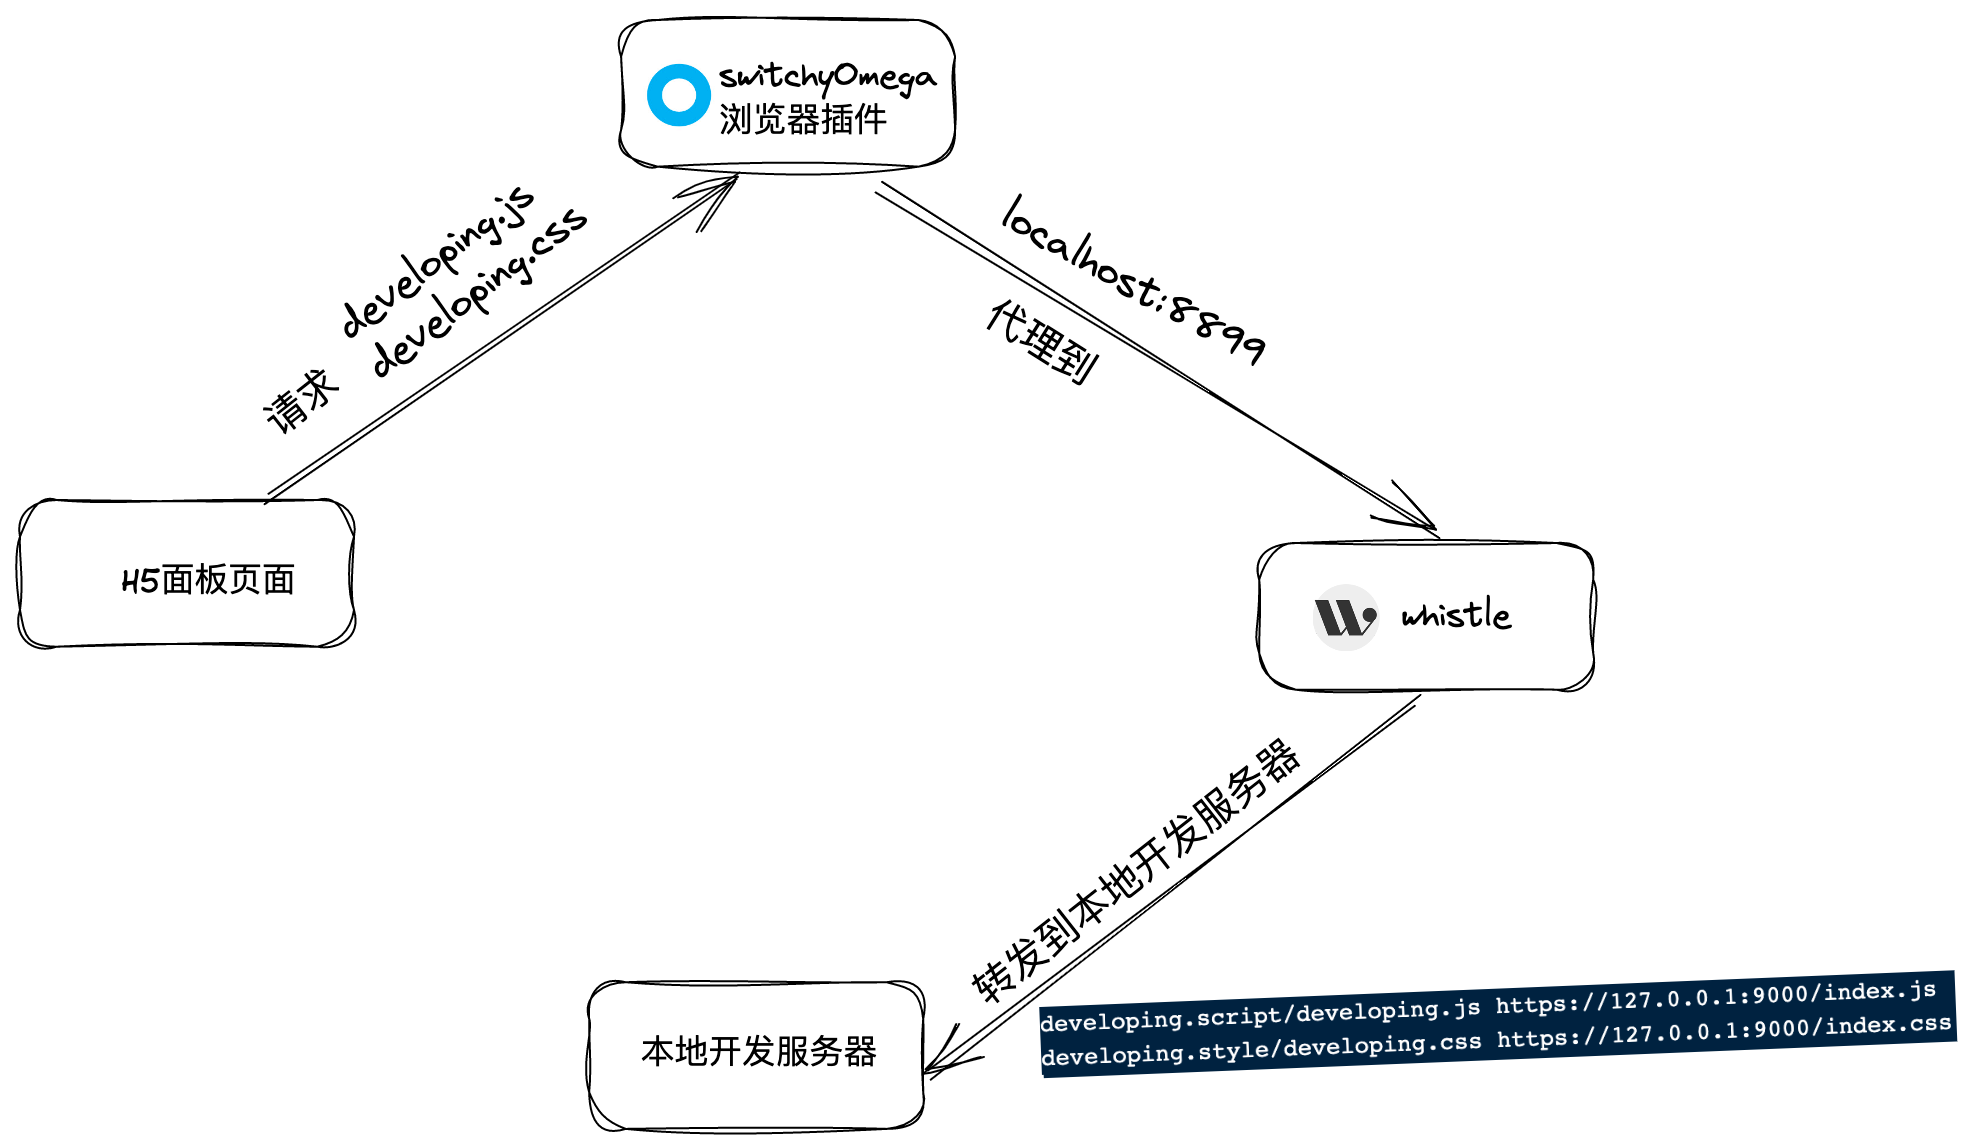 switchyOmega
浏览器插件
developing.js
developing.css
请求
localhost:8899
代理到
H5面板页面
whistle
转发到本地开发服务器
developing.script/developing.js https://127.0.0.1:9000/index.js
developing.style/developing.css https://127.0.0.1:9000/index.css
本地开发服务器